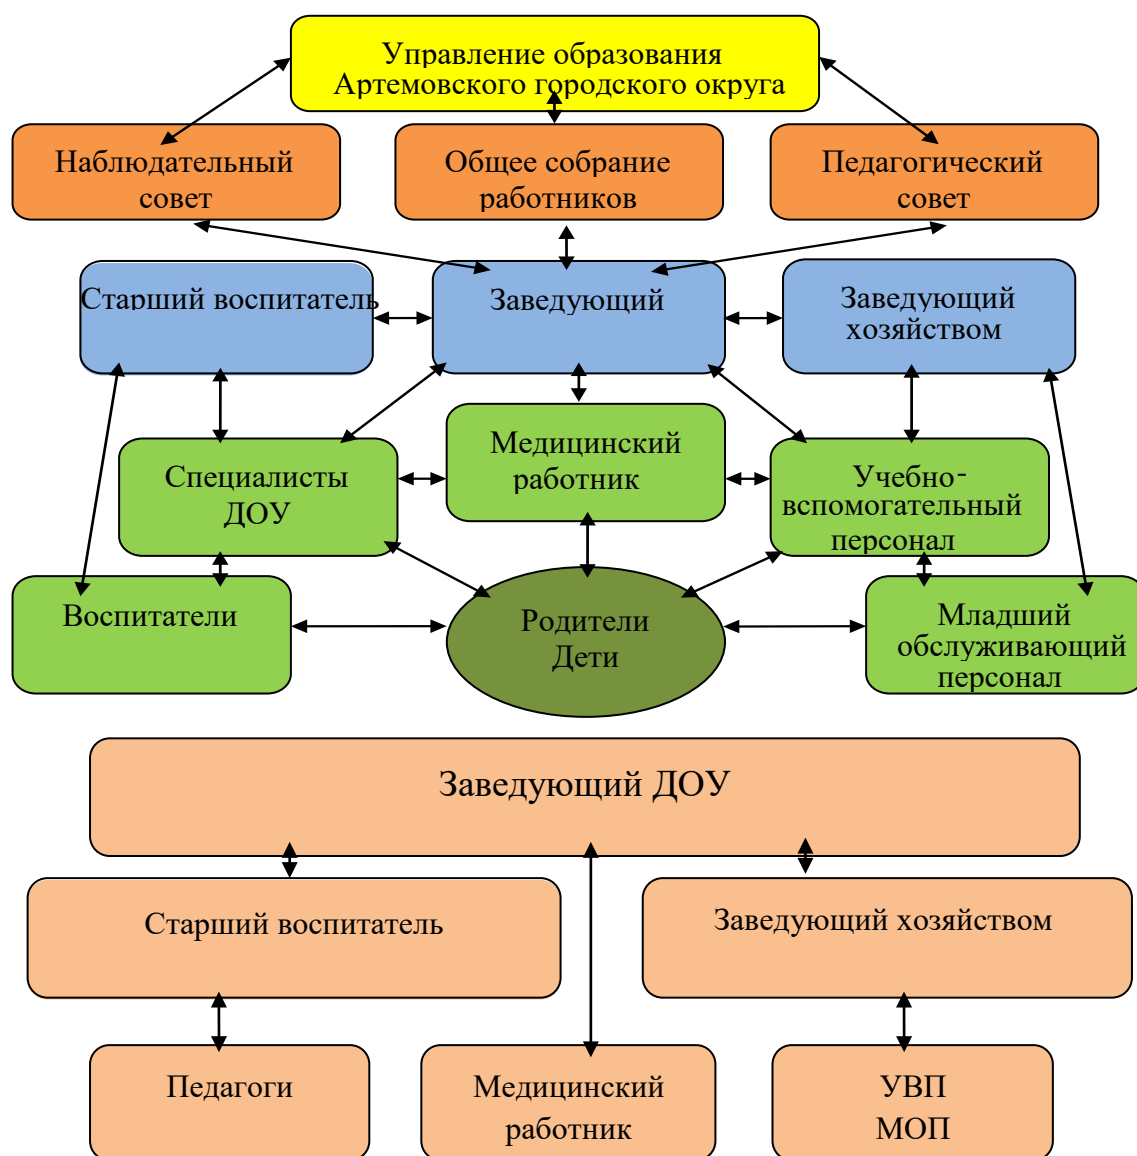 Управление образования
Артемовского городского округа
Наблюдательный
совет
Общее собрание
работников
Педагогический
совет
Старший воспитатель
Заведующий
Заведующий
хозяйством
Специалисты
ДОУ
Медицинский
работник
Учебно-
вспомогательный
персонал
Воспитатели
Родители
Дети
Младший
обслуживающий
персонал
Заведующий ДОУ
Старший воспитатель
Заведующий хозяйством
Педагоги
Медицинский
работник
УВП
МОП